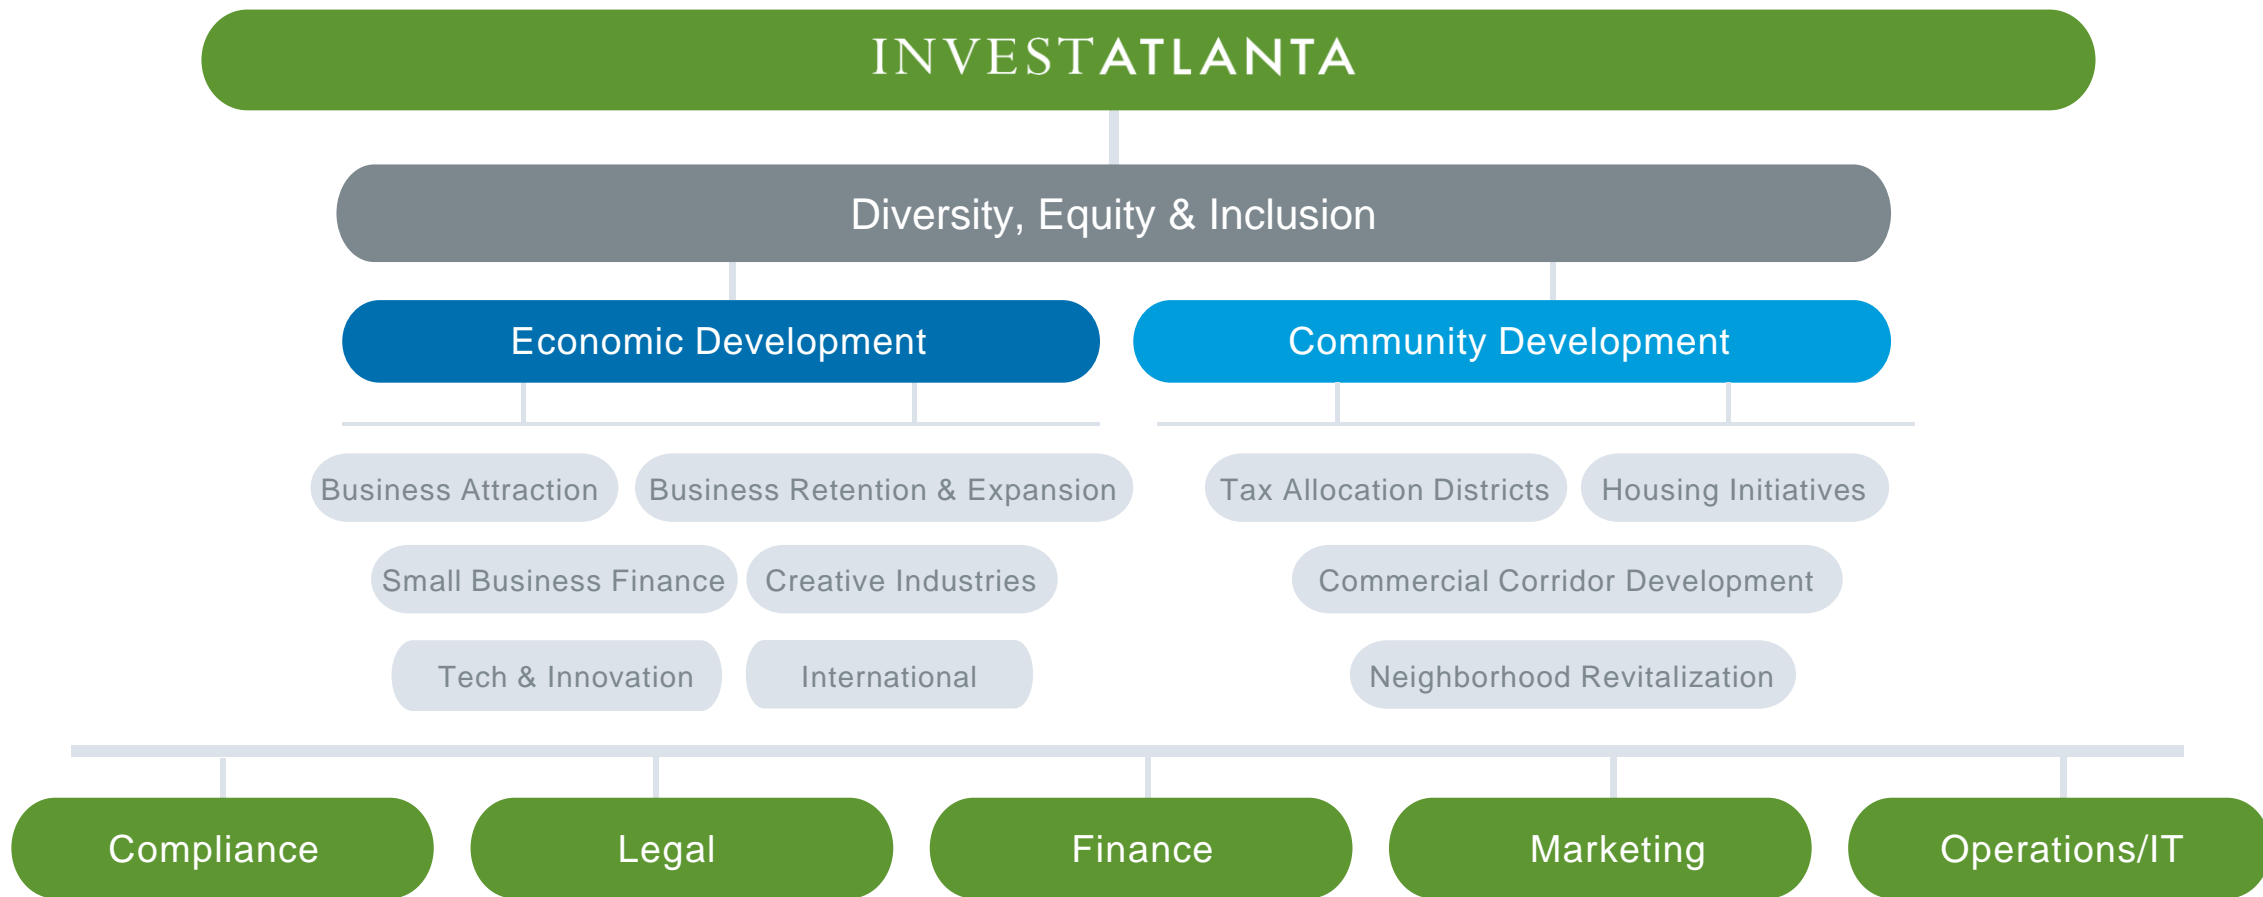 INVESTATLANTA
Diversity, Equity & Inclusion
Economic Development
Community Development
Business Attraction
Business Retention & Expansion
Tax Allocation Districts
Housing Initiatives
Small Business Finance
Creative Industries
Commercial Corridor Development
Tech & Innovation
International
Neighborhood Revitalization
Compliance
Legal
Finance
Marketing
Operations/IT